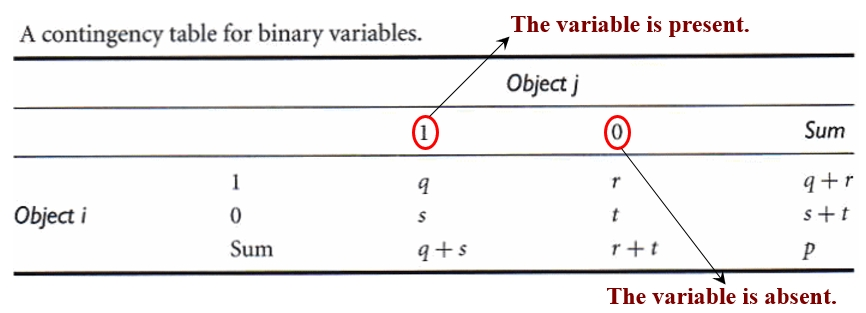 The variable is present.
A contingency table for binary variables.
Object j
1 0 Sum
1 q r q + r
Object i 0 s t s + t
Sum q + s r + t p
The variable is absent.